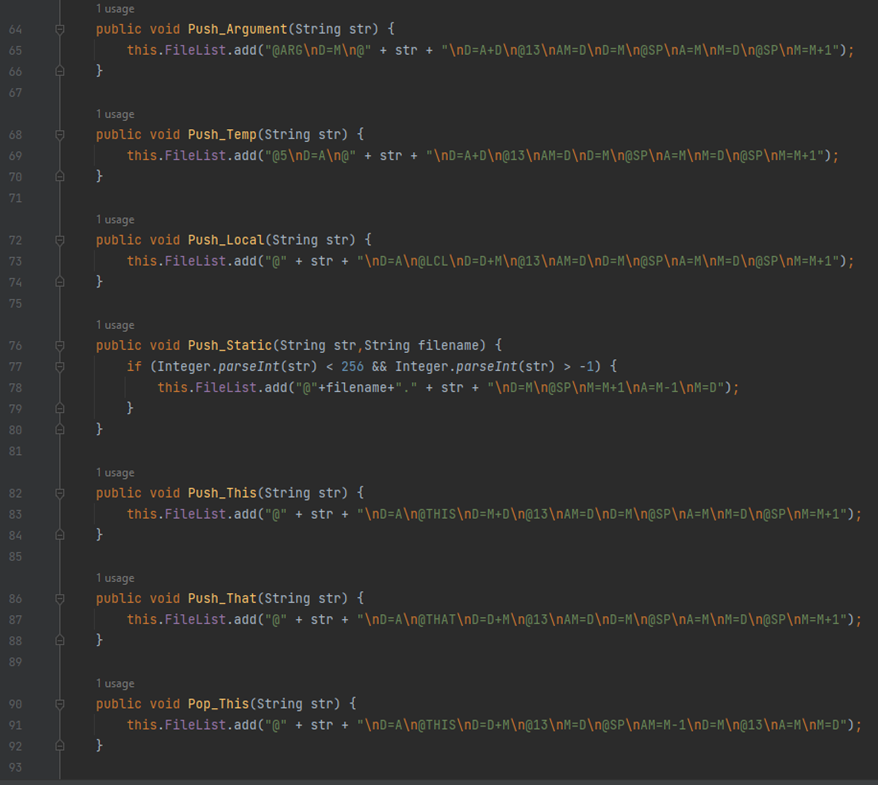 1 usage
64 public void Push_Argument(String str) {
65 this.FileList.add("@ARG\nD=M\n@" + str + "\nD=A+D\n@13\nAM=D\nD=M\n@SP\nA=M\nM=D\n@SP\nM=M+1");
66 }
67
1 usage
68 public void Push_Temp(String str) {
69 this.FileList.add("@5\nD=A\n@" + str + "\nD=A+D\n@13\nAM=D\nD=M\n@SP\nA=M\nM=D\n@SP\nM=M+1");
70 }
71
1 usage
72 public void Push_Local(String str) {
73 this.FileList.add("@" + str + "\nD=A\n@LCL\nD=D+M\n@13\nAM=D\nD=M\n@SP\nA=M\nM=D\n@SP\nM=M+1");
74 }
75
1 usage
76 public void Push_Static(String str,String filename) {
77 if (Integer.parseInt(str) < 256 && Integer.parseInt(str) > -1) {
78 this.FileList.add("@"+filename+"." + str + "\nD=M\n@SP\nM=M+1\nA=M-1\nM=D");
79 }
80 }
81
1 usage
82 public void Push_This(String str) {
83 this.FileList.add("@" + str + "\nD=A\n@THIS\nD=M+D\n@13\nAM=D\nD=M\n@SP\nA=M\nM=D\n@SP\nM=M+1");
84 }
85
1 usage
86 public void Push_That(String str) {
87 this.FileList.add("@" + str + "\nD=A\n@THAT\nD=D+M\n@13\nAM=D\nD=M\n@SP\nA=M\nM=D\n@SP\nM=M+1");
88 }
89
1 usage
90 public void Pop_This(String str) {
91 this.FileList.add("@" + str + "\nD=A\n@THIS\nD=D+M\n@13\nM=D\n@SP\nAM=M-1\nD=M\n@13\nA=M\nM=D");
92 }
93